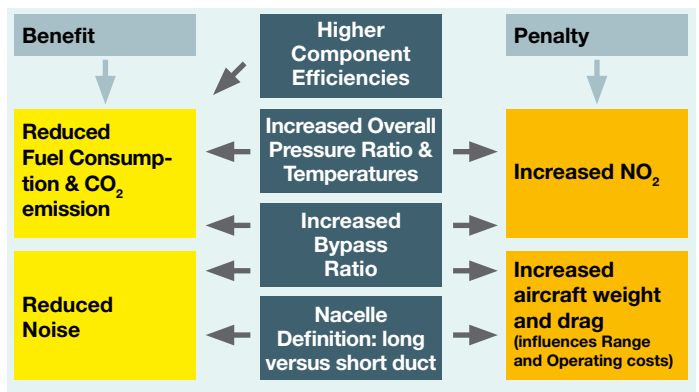 Benefit
Higher
Component
Efficiencies
Penalty
Reduced
Fuel Consump-
tion & CO₂
emission
Increased Overall
Pressure Ratio &
Temperatures
Increased NO₂
Increased
Bypass
Ratio
Reduced
Noise
Nacelle
Definition: long
versus short duct
Increased
aircraft weight
and drag
(influences Range
and Operating costs)